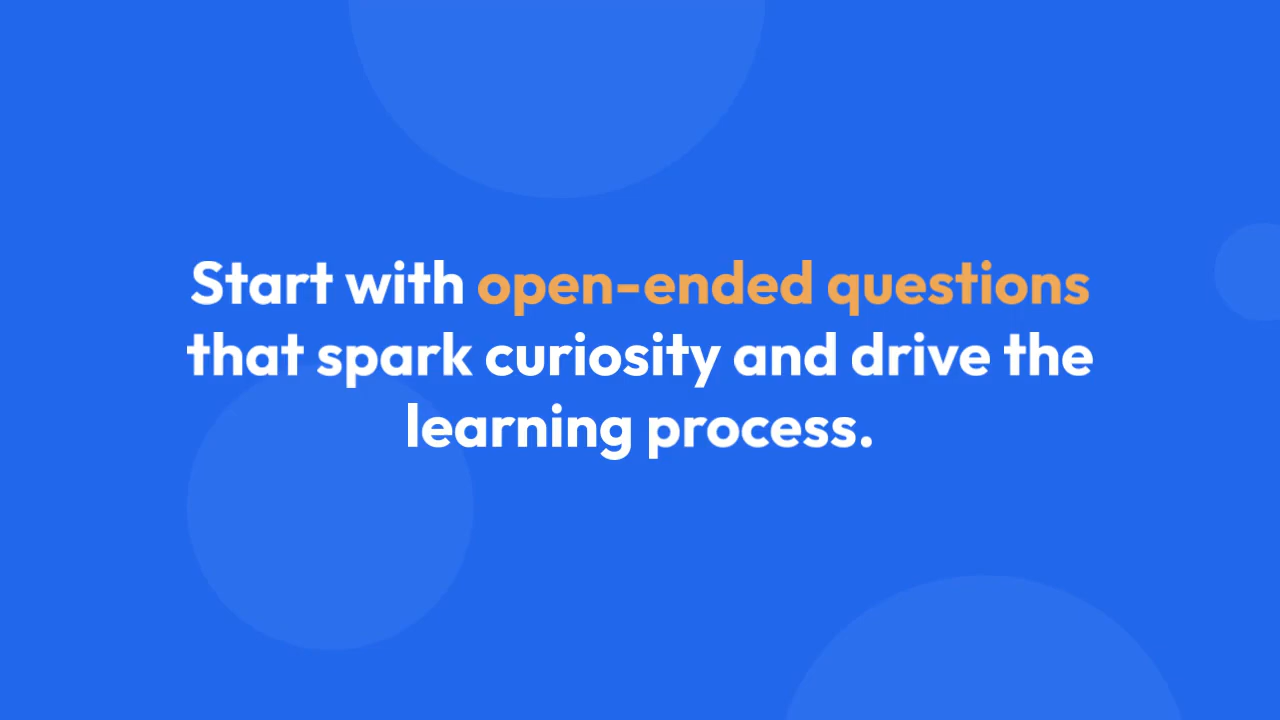 Start with open-ended questions
that spark curiosity and drive the
learning process.